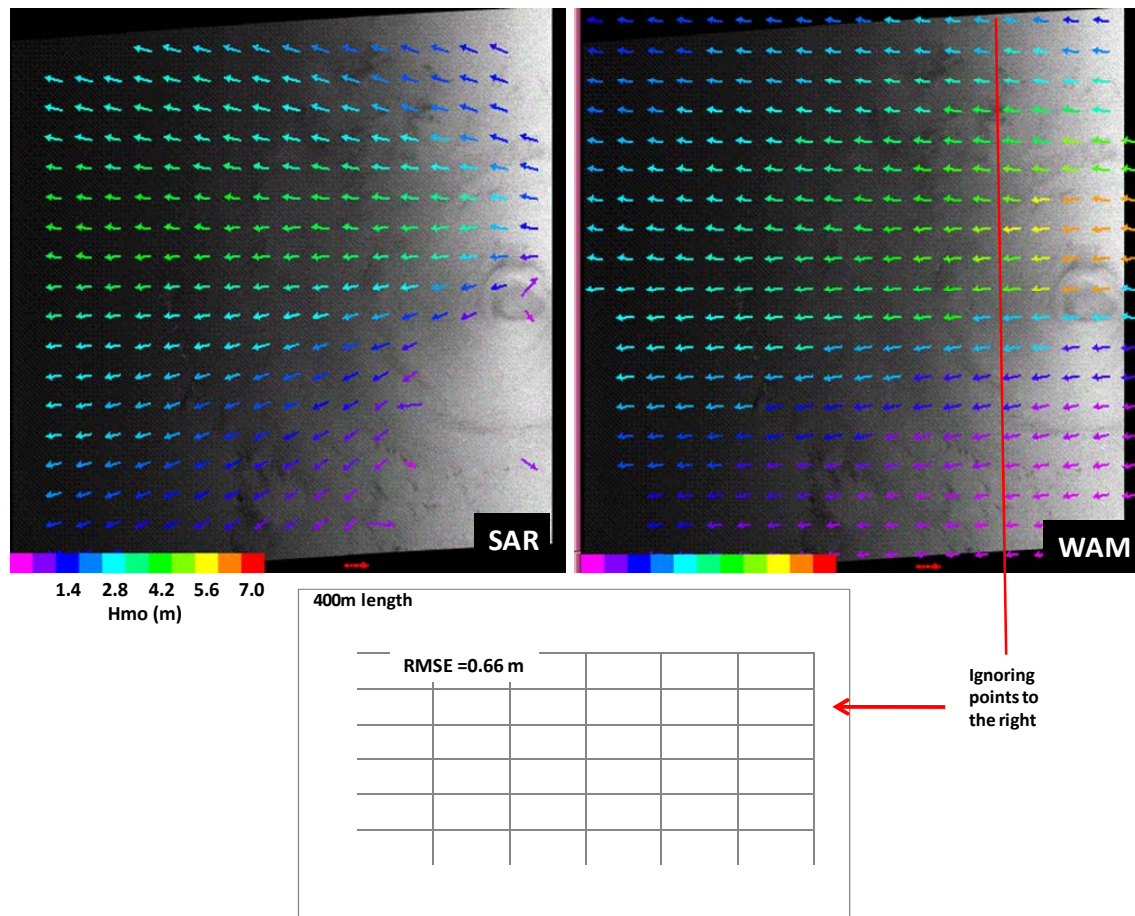 SAR
WAM
1.4 2.8 4.2 5.6 7.0
Hmo (m)
400m length
RMSE =0.66 m
Ignoring
points to
the right